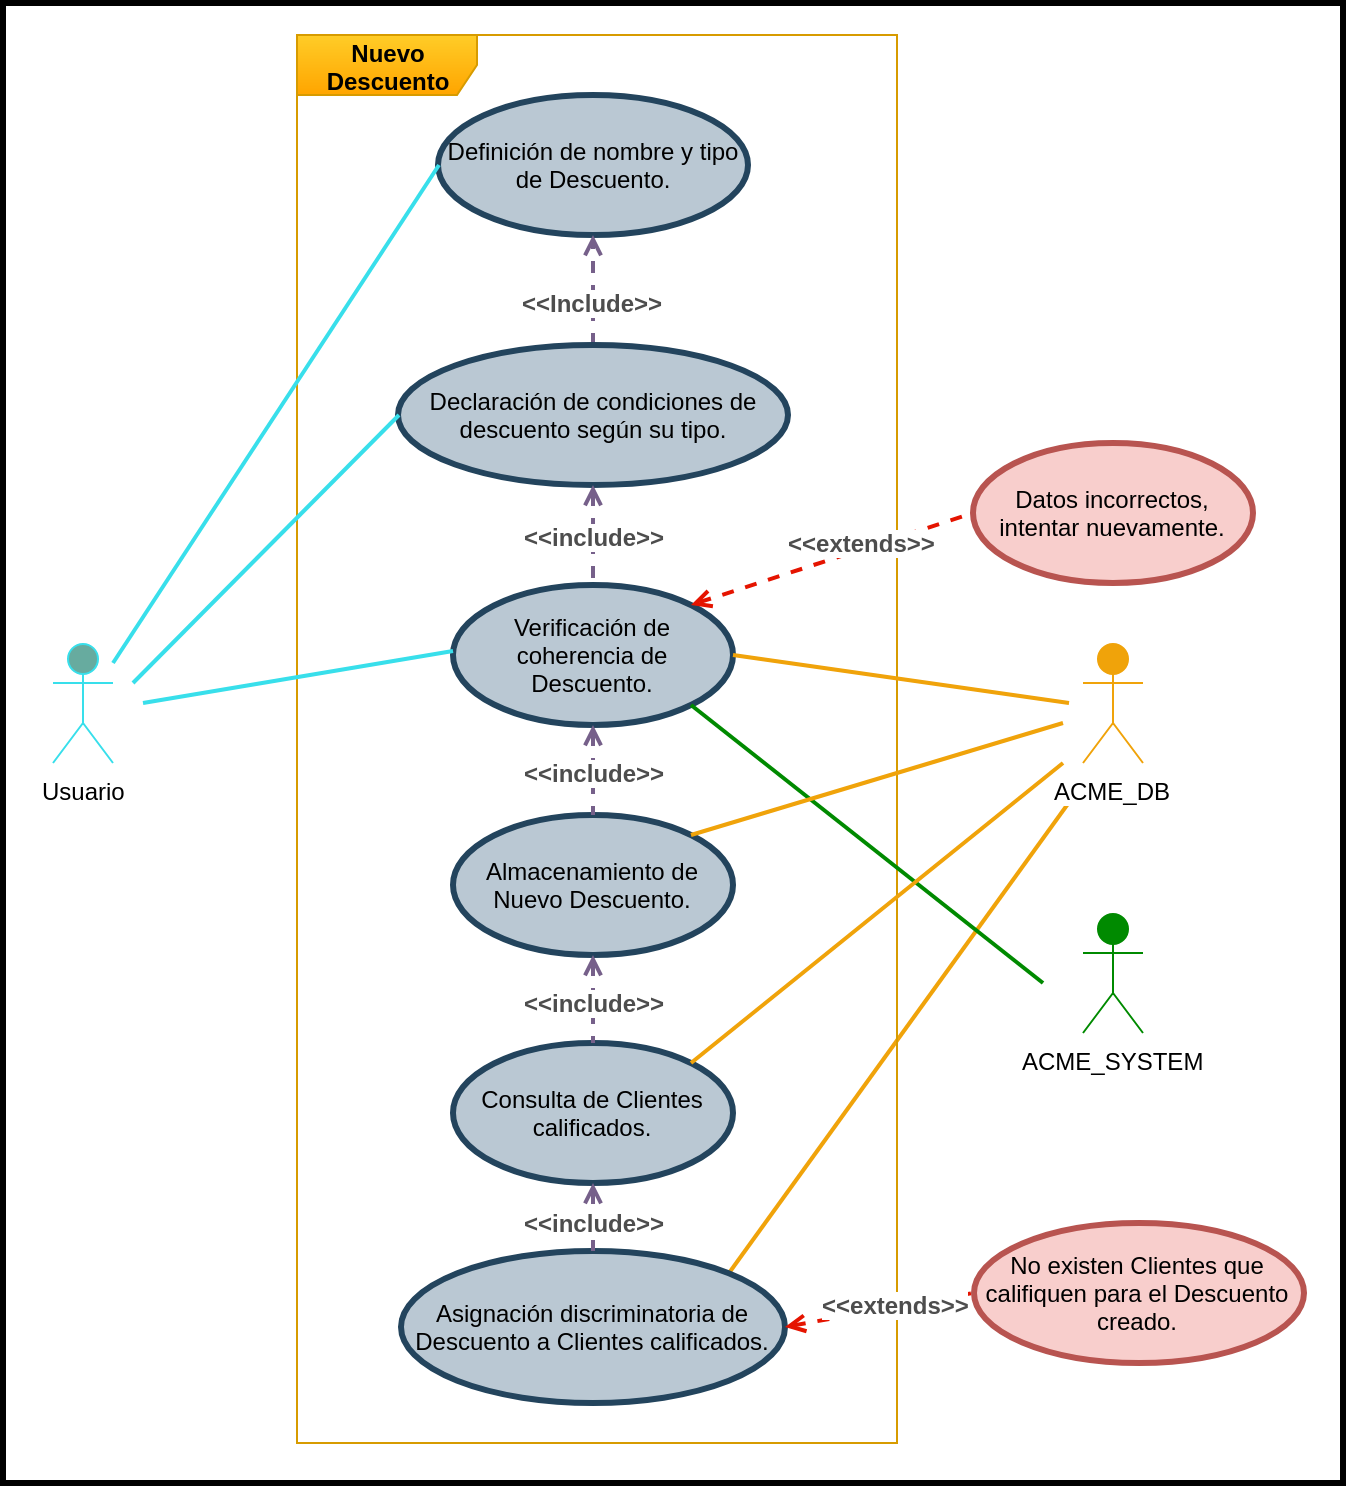 Nuevo
Descuento
Definición de nombre y tipo
de Descuento.
<<Include>>
Declaración de condiciones de
descuento según su tipo.
<<include>>
Datos incorrectos,
intentar nuevamente.
<<extends>>
Verificación de
coherencia de
Descuento.
Usuario
ACME_DB
<<include>>
Almacenamiento de
Nuevo Descuento.
<<include>>
ACME_SYSTEM
Consulta de Clientes
calificados.
<<include>>
No existen Clientes que
califiquen para el Descuento
creado.
<<extends>>
Asignación discriminatoria de
Descuento a Clientes calificados.